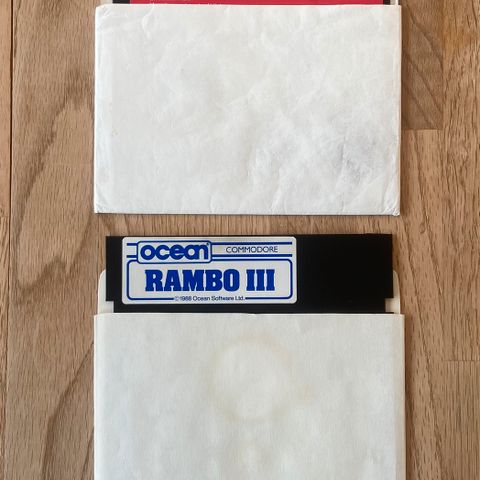 ocean
COMMODORE
RAMBO III
©1988 Ocean Software Ltd.